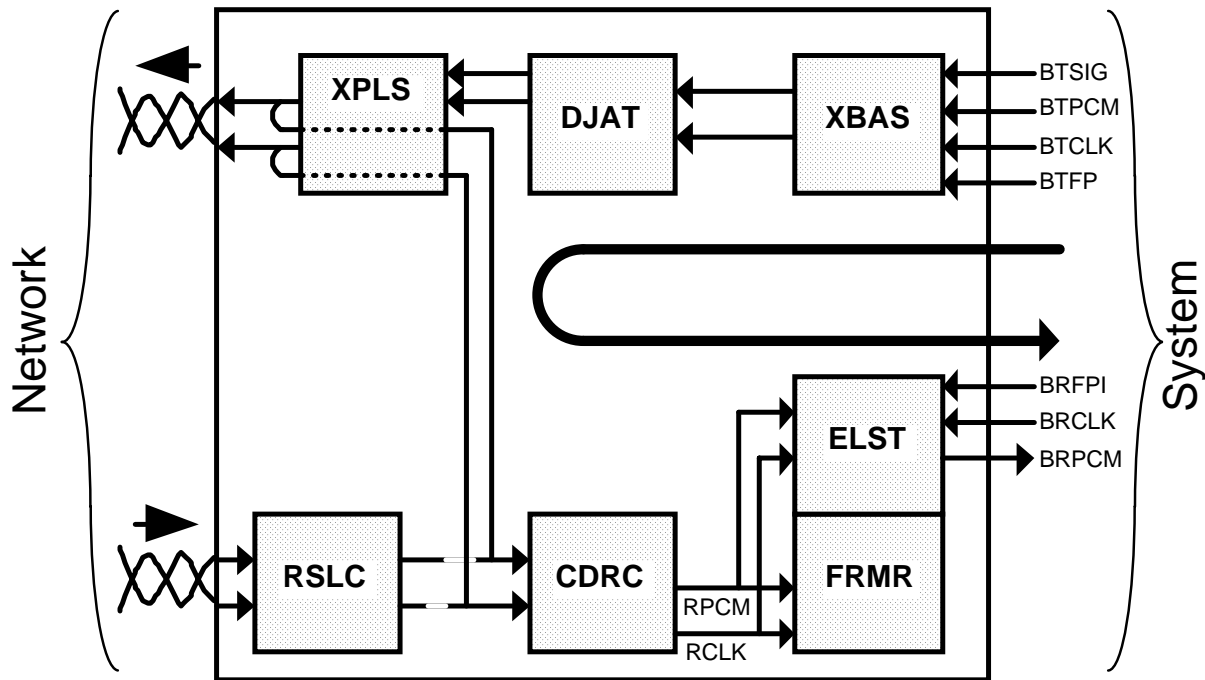 XPLS
DJAT
XBAS
BTSIG
BTPCM
BTCLK
BTFP
Network
System
ELST
BRFPI
BRCLK
BRPCM
RSLC
CDRC
FRMR
RPCM
RCLK